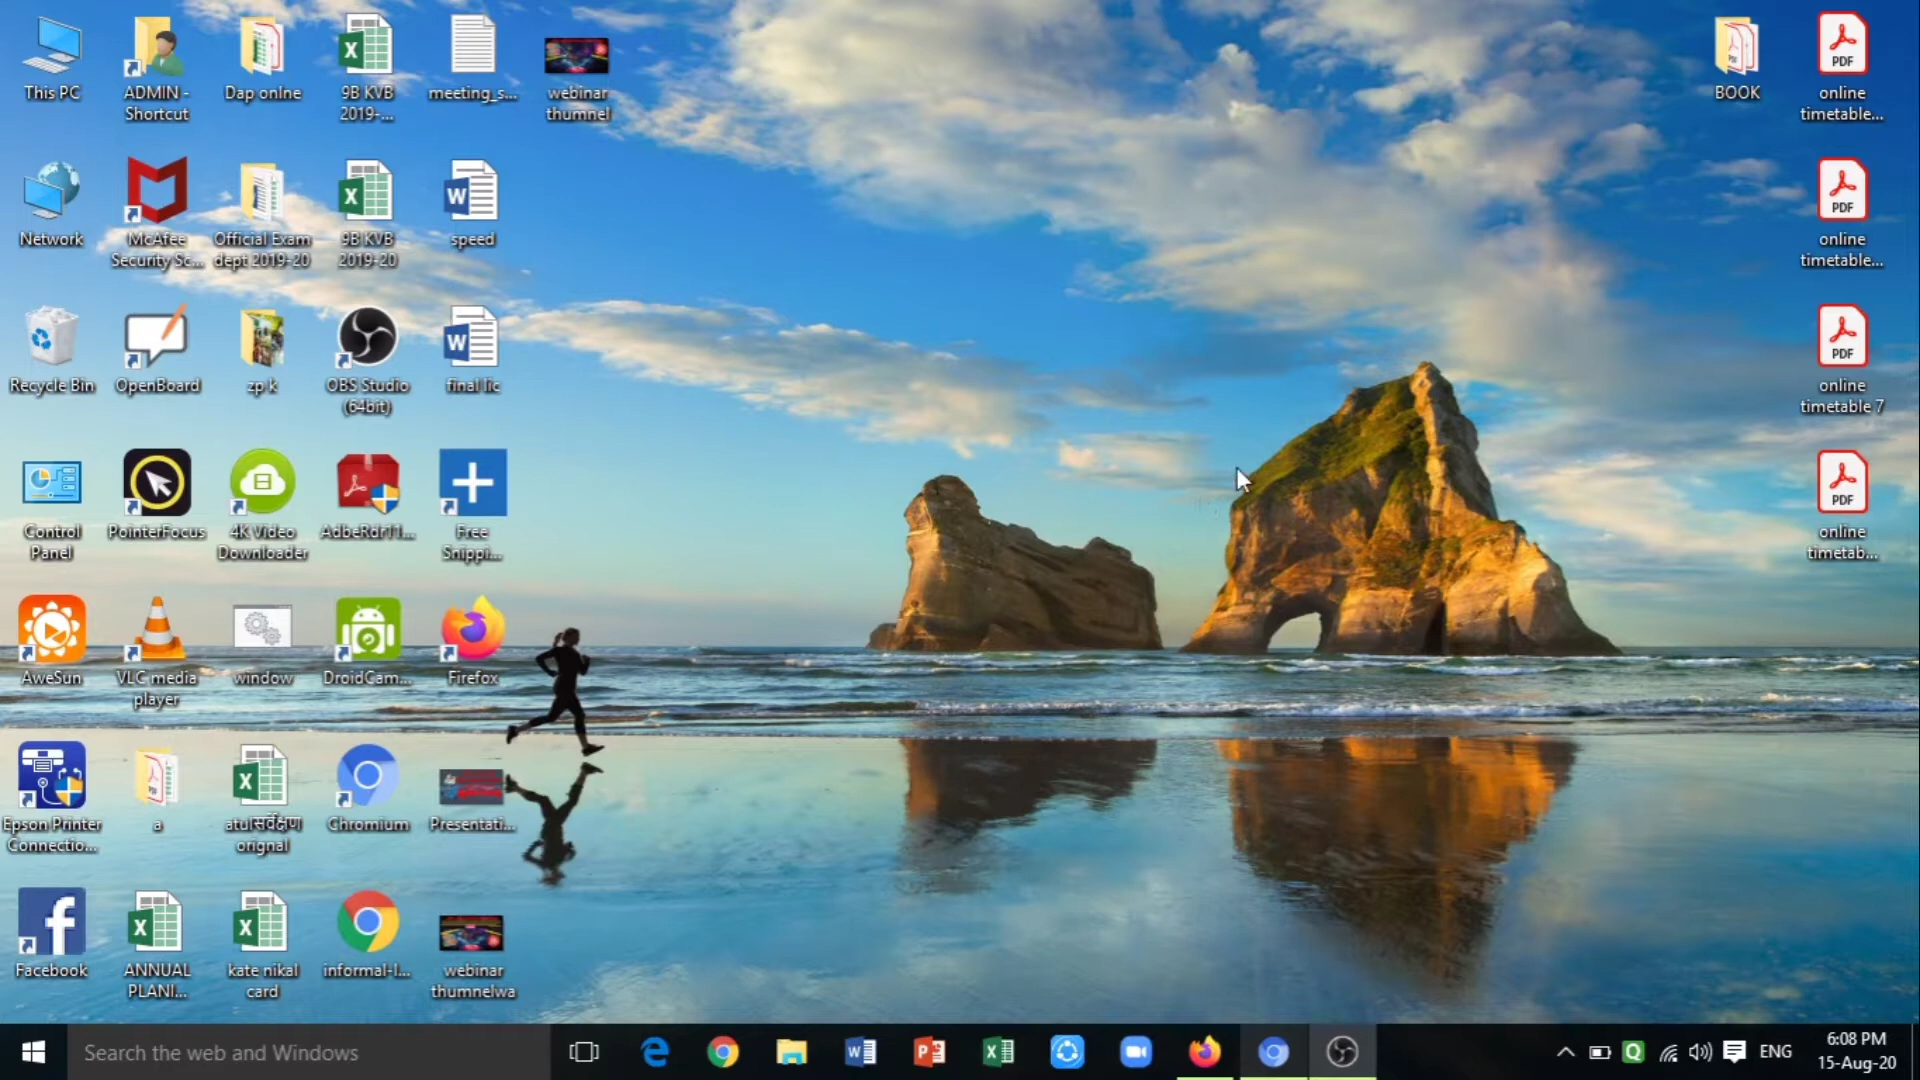 This PC
ADMIN -
Shortcut
Dap onlne
9B KVB
2019-...
meeting_s...
webinar
thumnel
BOOK
PDF
online
timetable...
Network
McAfee
Security Sc...
Official Exam
dept 2019-20
9B KVB
2019-20
speed
PDF
online
timetable...
Recycle Bin
OpenBoard
zp k
OBS Studio
(64bit)
final lic
PDF
online
timetable 7
Control
Panel
PointerFocus
4K Video
Downloader
AdbeRdr11...
Free
Snippi...
PDF
online
timetab...
AweSun
VLC media
player
window
DroidCam...
Firefox
Epson Printer
Connectio...
a
atulसर्वेक्षण
orignal
Chromium
Presentati...
Facebook
ANNUAL
PLANI...
kate nikal
card
informal-l...
webinar
thumnelwa
Search the web and Windows
ENG
6:08 PM
15-Aug-20